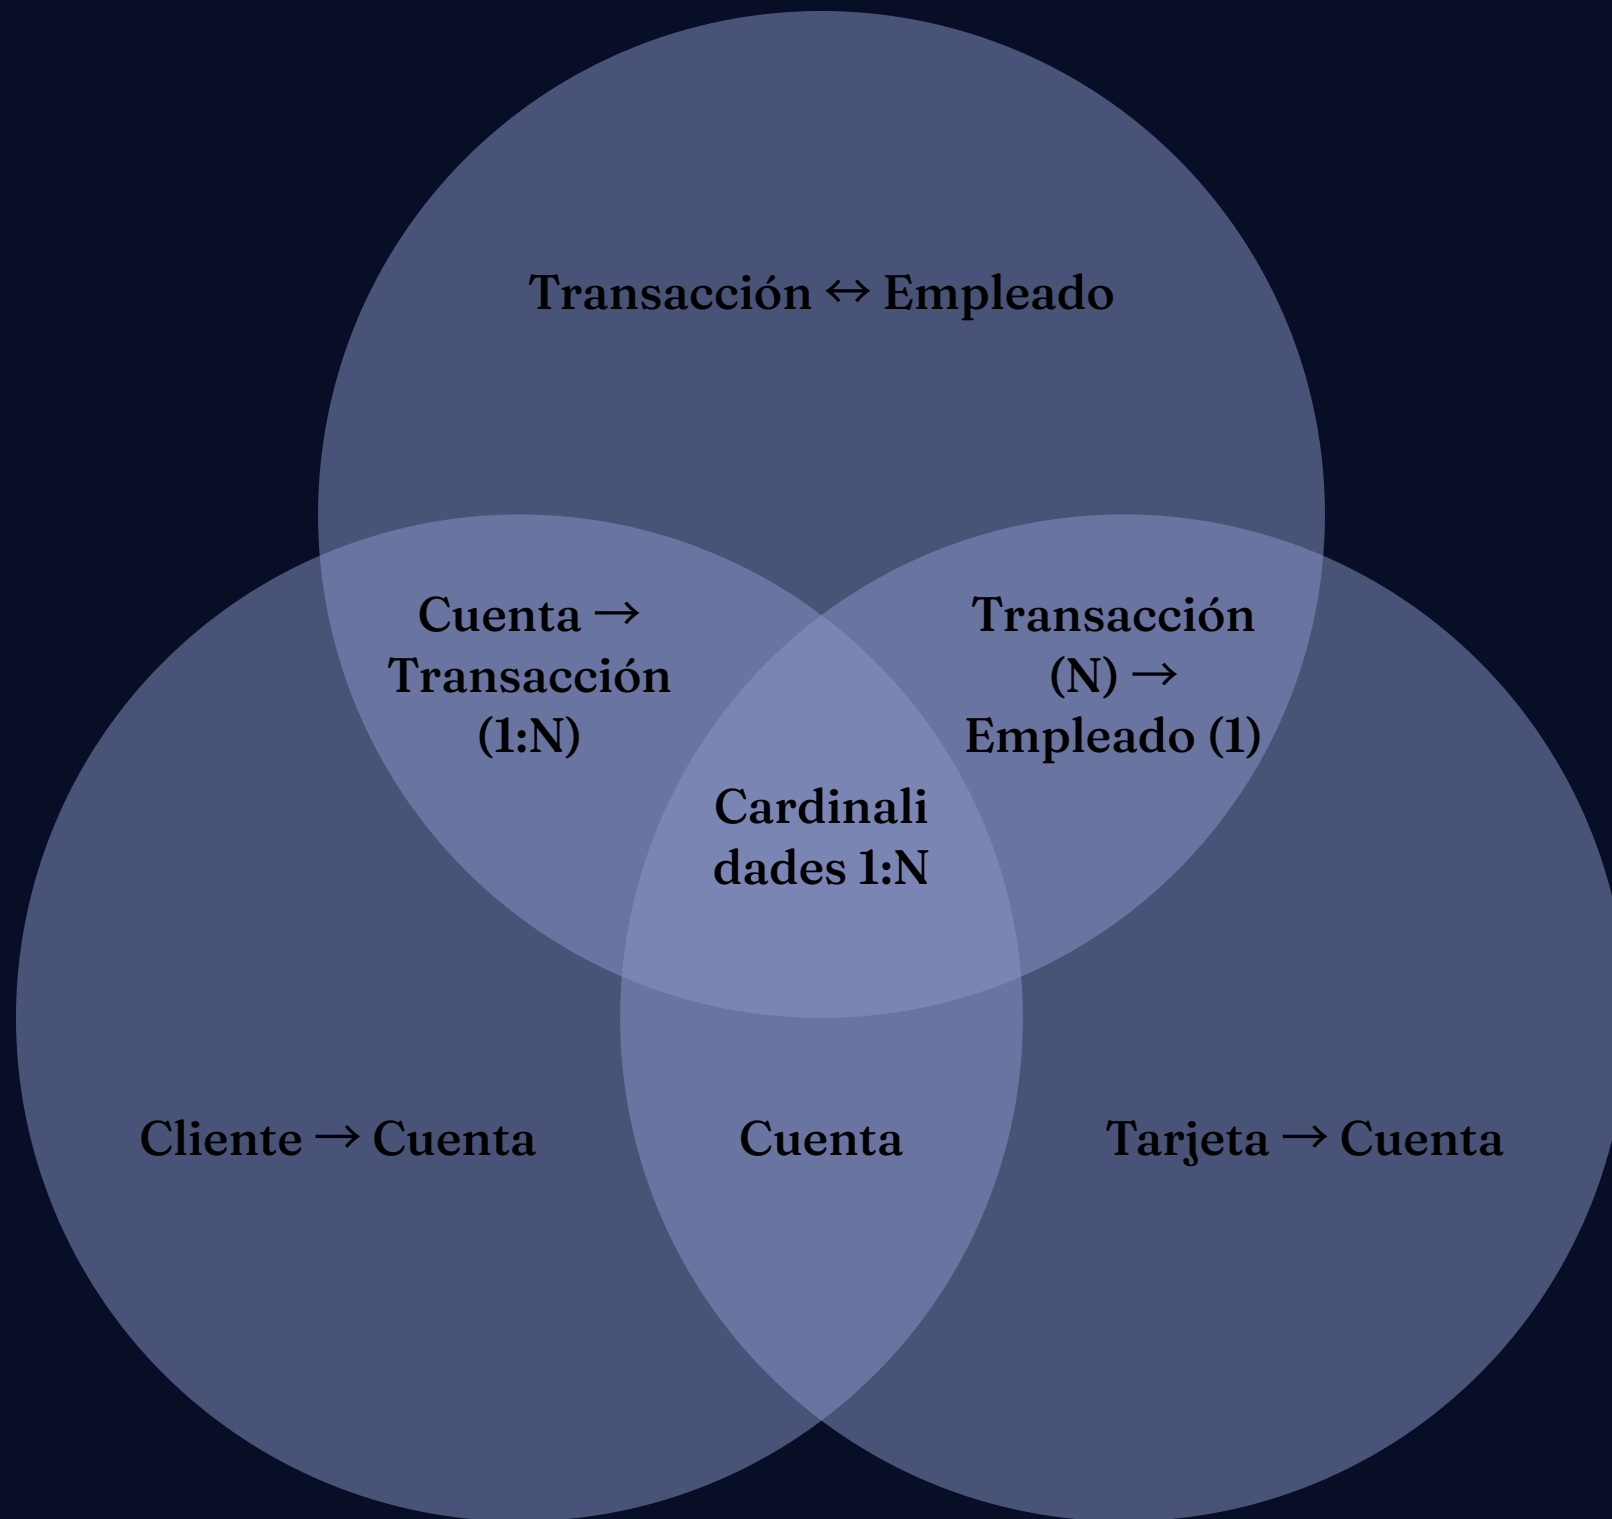 Transacción ↔ Empleado
Cuenta →
Transacción
(1:N)
Transacción
(N) →
Empleado (1)
Cardinali
dades 1:N
Cliente → Cuenta
Cuenta
Tarjeta → Cuenta